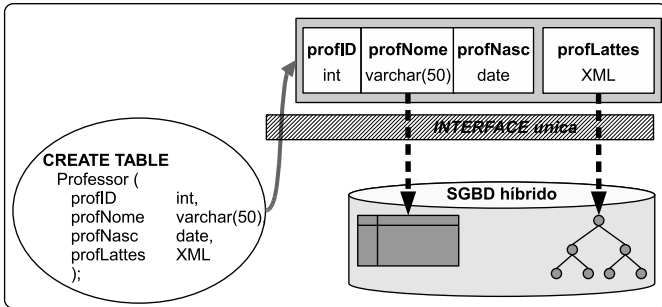 profID profNome profNasc profLattes
int varchar(50) date XML
INTERFACE única
CREATE TABLE
Professor (
profID int,
profNome varchar(50)
profNasc date,
profLattes XML
);
SGBD híbrido